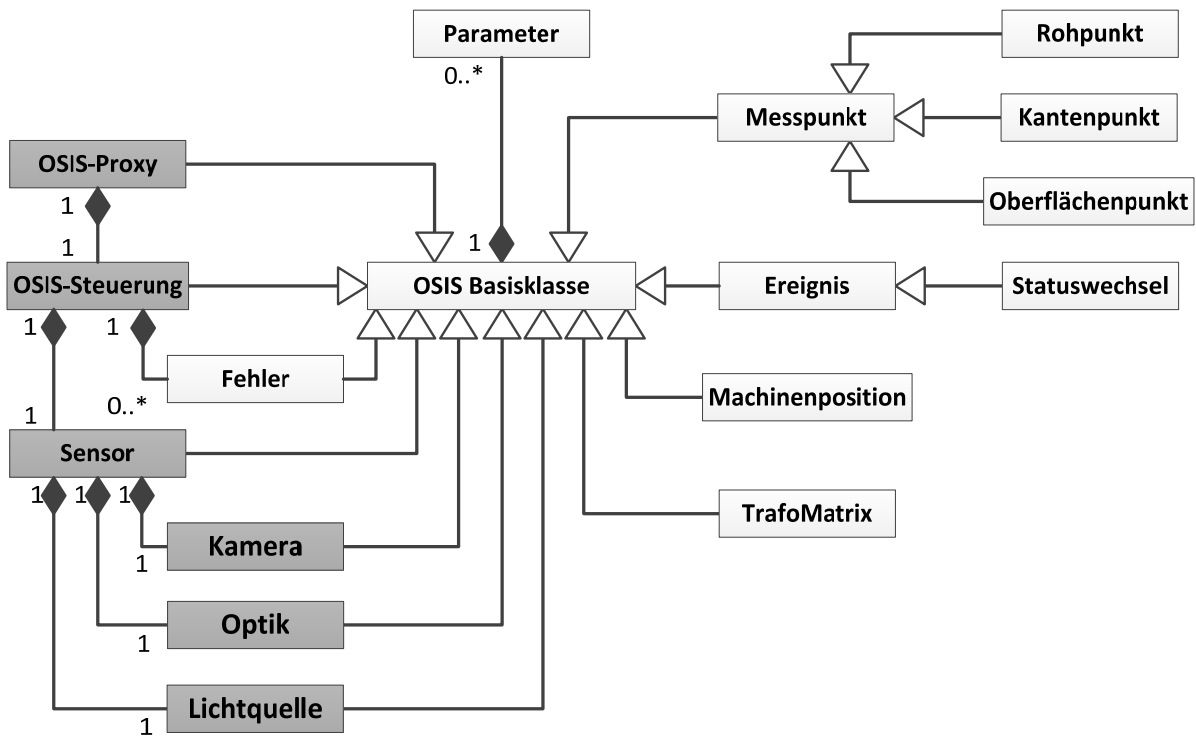 Parameter
Rohpunkt
0..*
Messpunkt
Kantenpunkt
OSIS-Proxy
Oberflächenpunkt
1
1
1
OSIS-Steuerung
OSIS Basisklasse
Ereignis
Statuswechsel
1
1
Fehler
0..*
Machinenposition
1
Sensor
1
1
1
TrafoMatrix
Kamera
1
Optik
1
Lichtquelle
1